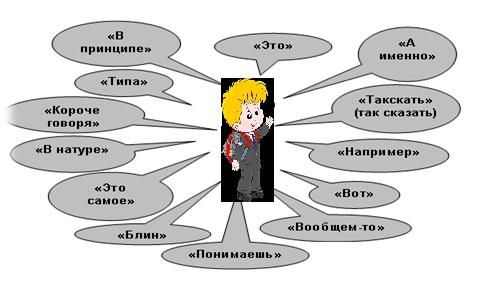 «В
принципе»
«Это»
«А
именно»
«Типа»
«Такскать»
(так сказать)
«Короче
говоря»
«В натуре»
«Например»
«Это
самое»
«Вот»
«Блин»
«Вообщем-то»
«Понимаешь»